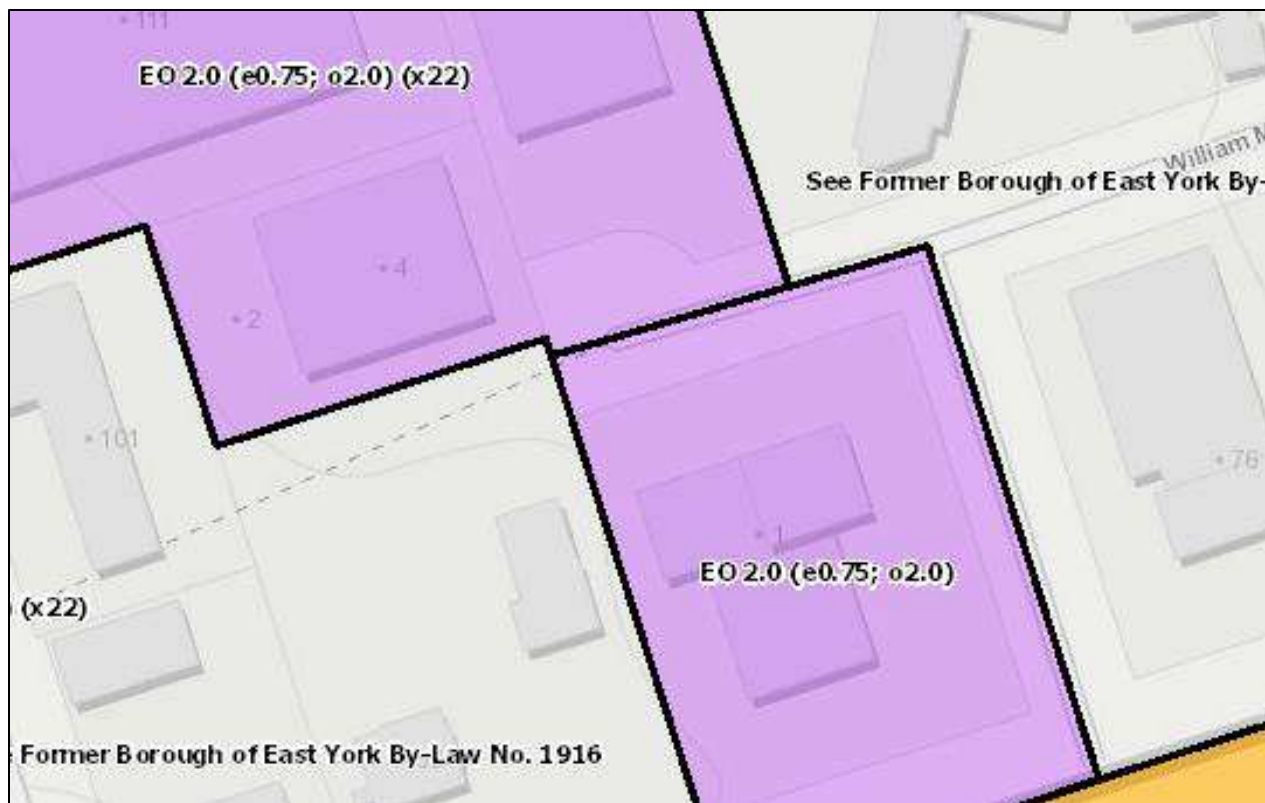 111
EO 2.0 (e0.75; o2.0) (x22)
William M
See Former Borough of East York By-
4
2
101
76
1
EO 2.0 (e0.75; o2.0)
(x22)
Former Borough of East York By-Law No. 1916